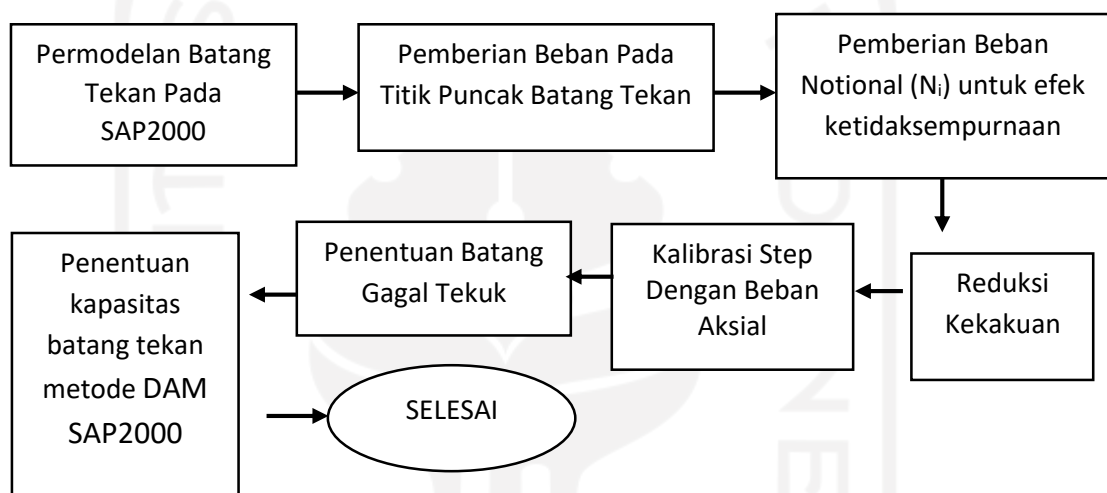 Permodelan Batang
Tekan Pada
SAP2000
Pemberian Beban Pada
Titik Puncak Batang Tekan
Pemberian Beban
Notional (Nᵢ) untuk efek
ketidaksempurnaan
Reduksi
Kekakuan
Kalibrasi Step
Dengan Beban
Aksial
Penentuan Batang
Gagal Tekuk
Penentuan
kapasitas
batang tekan
metode DAM
SAP2000
SELESAI